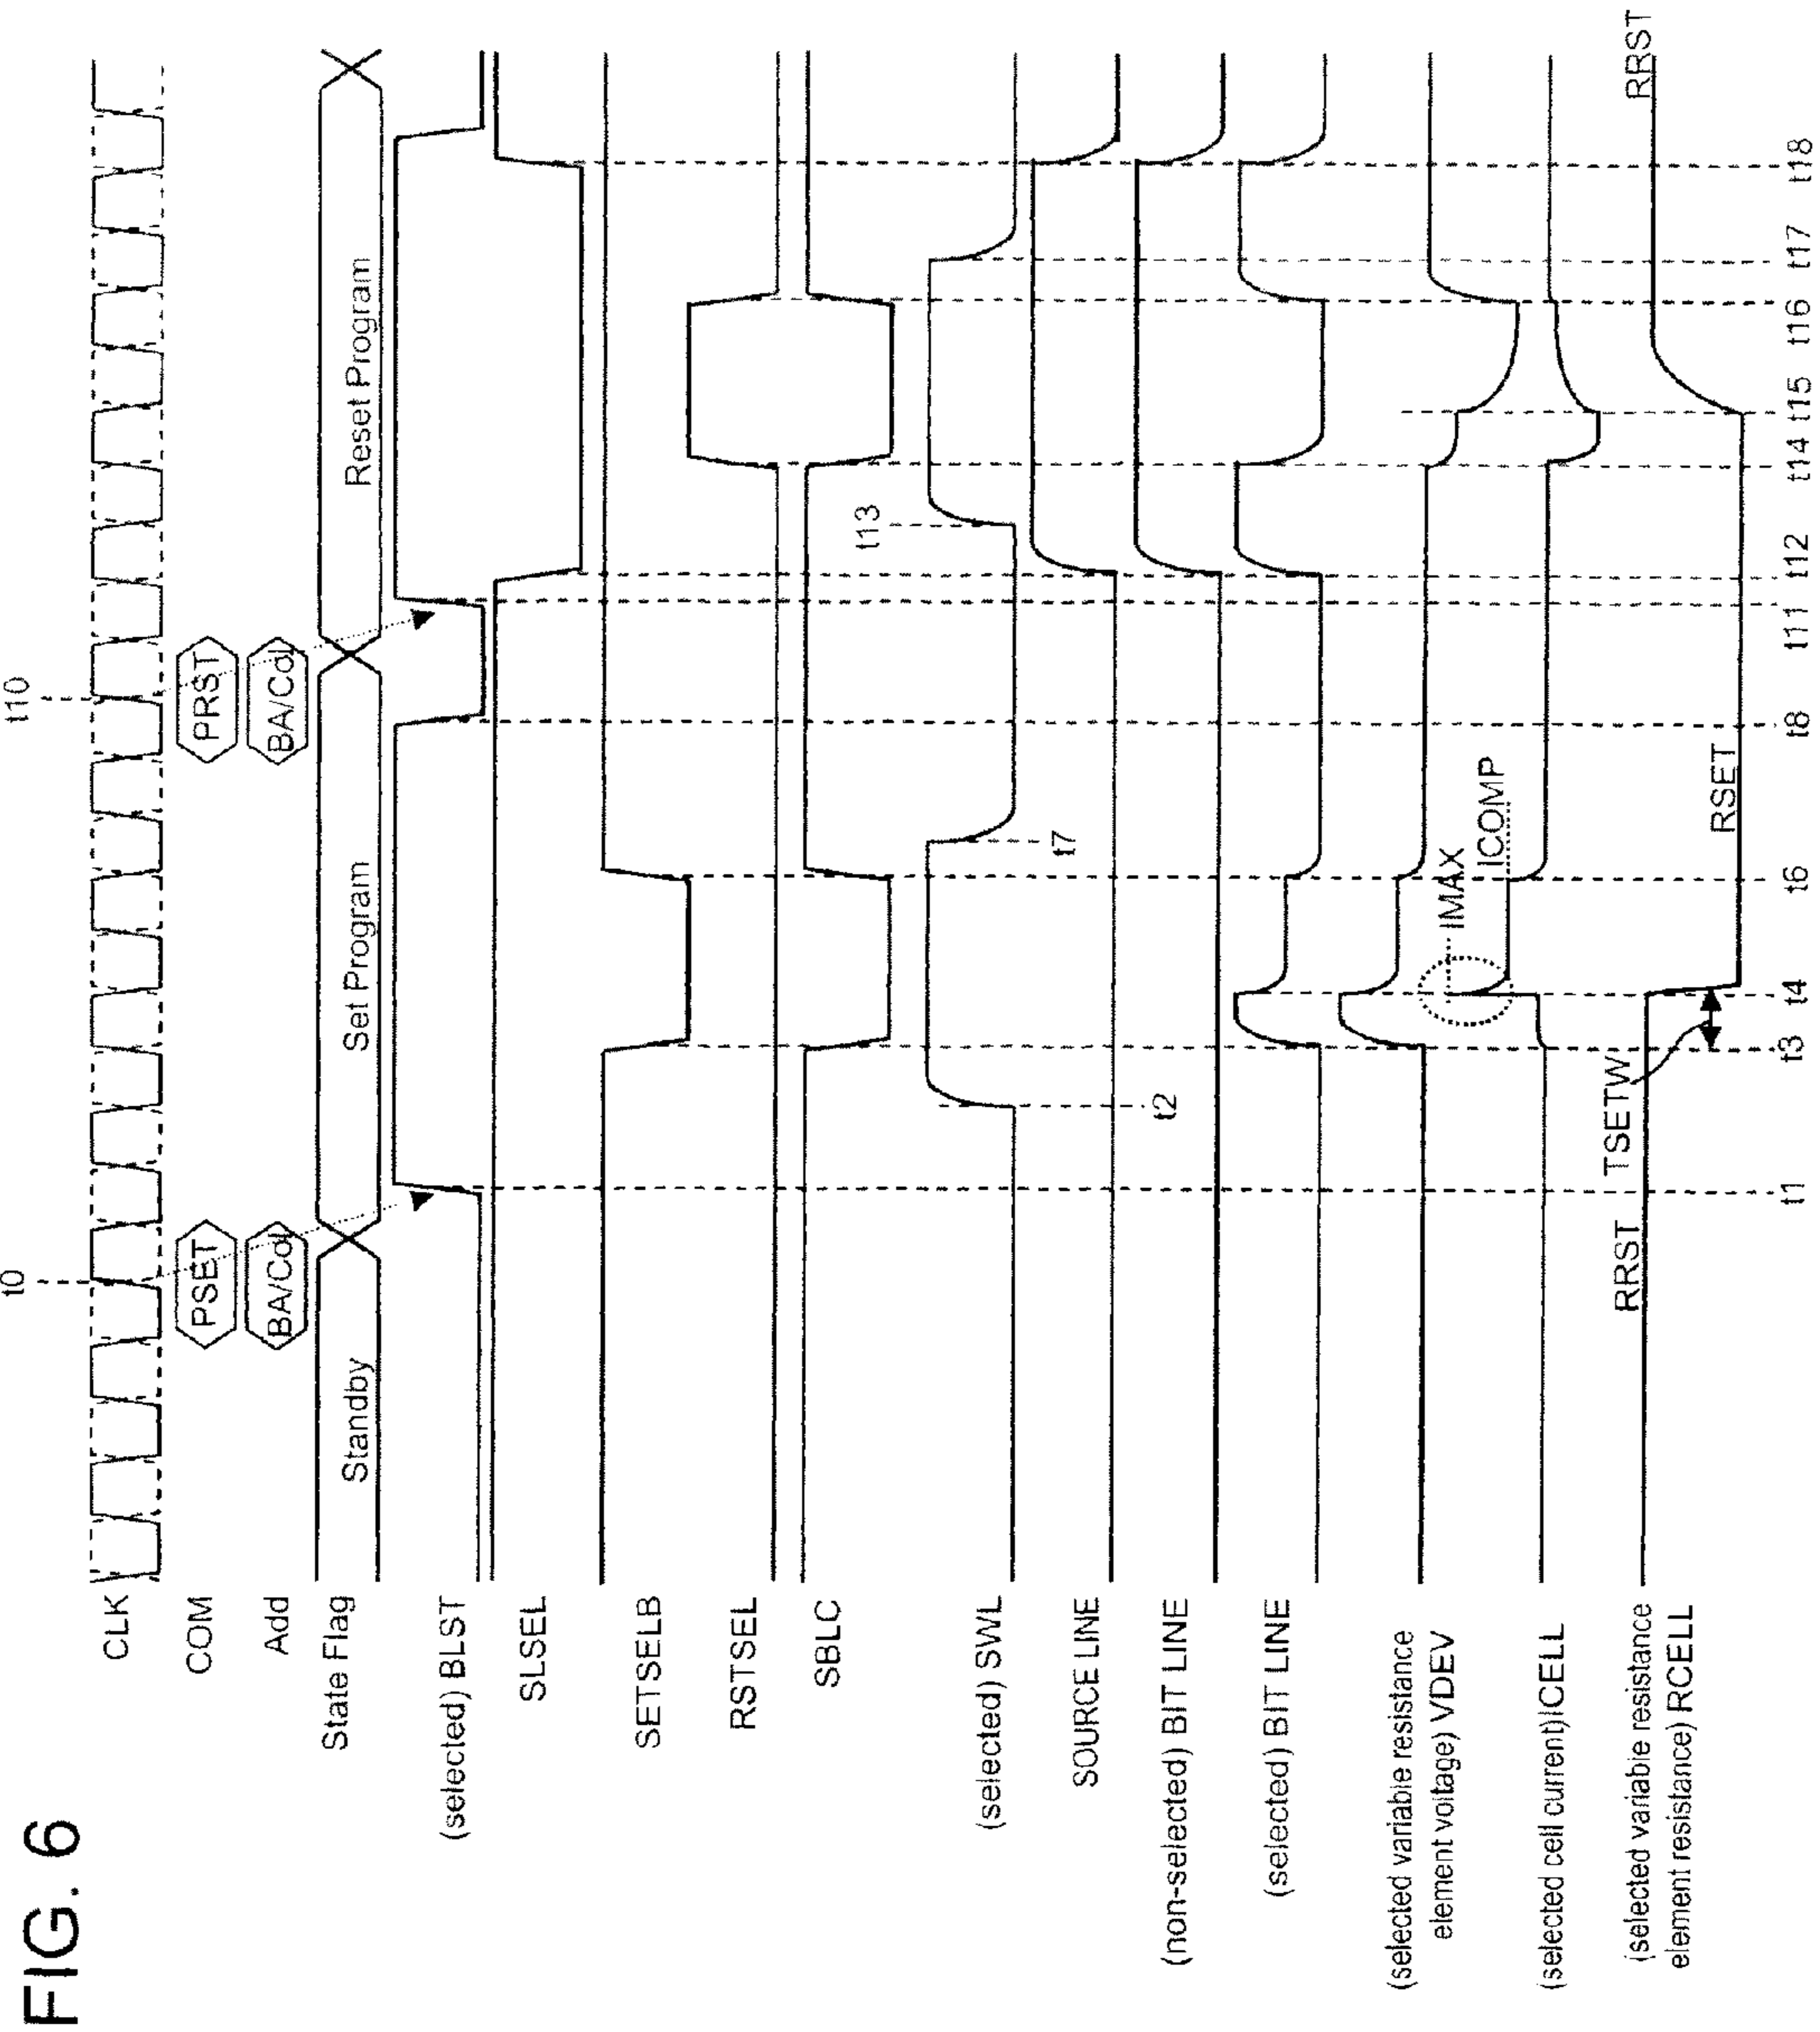 FIG. 6
t0
t10
CLK
COM
PSET
PRST
Add
BA/Col
BA/Col
State Flag
Standby
Set Program
Reset Program
(selected) BLST
SLSEL
SETSELB
RSTSEL
SBLC
t13
(selected) SWL
t2
t7
SOURCE LINE
(non-selected) BIT LINE
(selected) BIT LINE
(selected variable resistance
element voltage) VDEV
IMAX
ICOMP
(selected cell current)ICELL
(selected variable resistance
element resistance) RCELL
RRST
TSETW
RSET
RRST
t1
t3
t4
t6
t8
t11
t12
t14
t15
t16
t17
t18